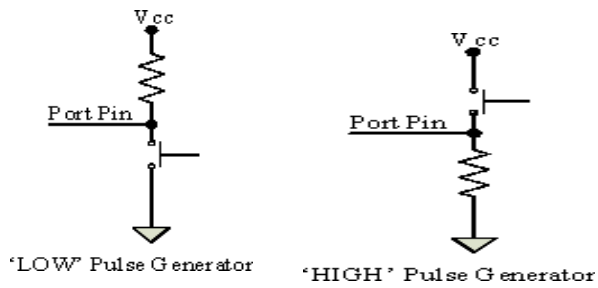 Vcc
Port Pin
'LOW' Pulse Generator
Vcc
Port Pin
'HIGH' Pulse Generator